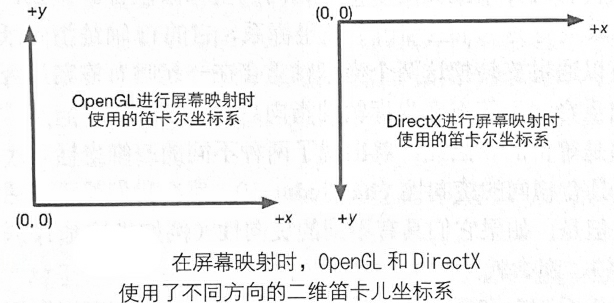 +y
OpenGL进行屏幕映射时
使用的笛卡尔坐标系
(0, 0)
+x
(0, 0)
+x
DirectX进行屏幕映射时
使用的笛卡尔坐标系
+y
在屏幕映射时，OpenGL 和 DirectX
使用了不同方向的二维笛卡儿坐标系